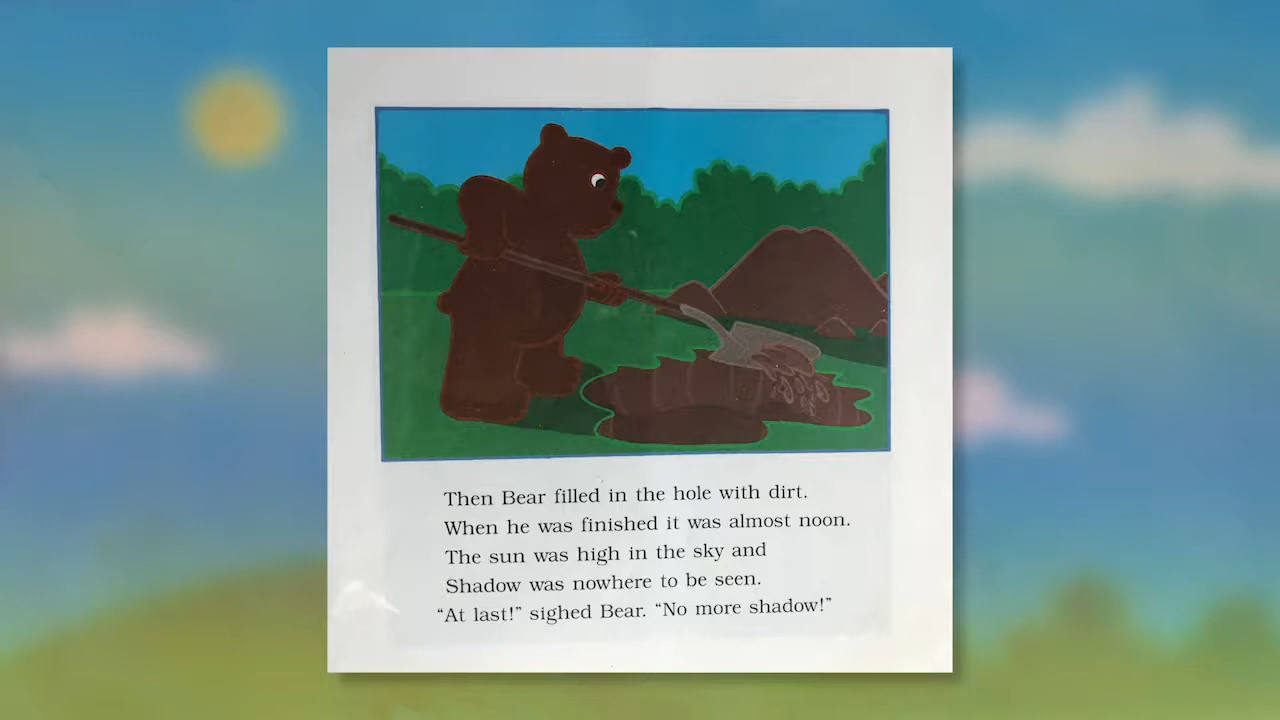 Then Bear filled in the hole with dirt.
When he was finished it was almost noon.
The sun was high in the sky and
Shadow was nowhere to be seen.
“At last!” sighed Bear. “No more shadow!”